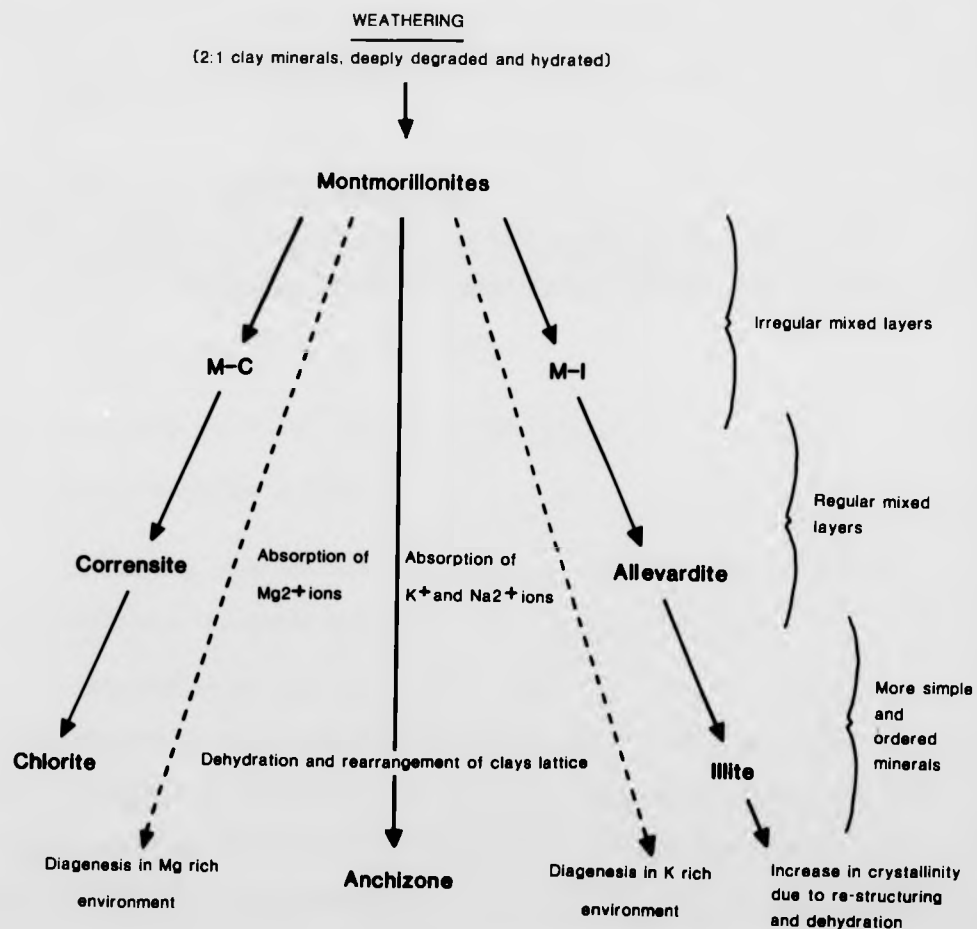 WEATHERING
(2:1 clay minerals, deeply degraded and hydrated)
Montmorillonites
Irregular mixed layers
M-C
M-I
Regular mixed
layers
Corrensite
Absorption of
Mg2+ ions
Absorption of
K+ and Na2+ ions
Allevardite
More simple
and
ordered
minerals
Chlorite
Dehydration and rearrangement of clays lattice
Illite
Diagenesis in Mg rich
environment
Anchizone
Diagenesis in K rich
environment
Increase in crystallinity
due to re-structuring
and dehydration